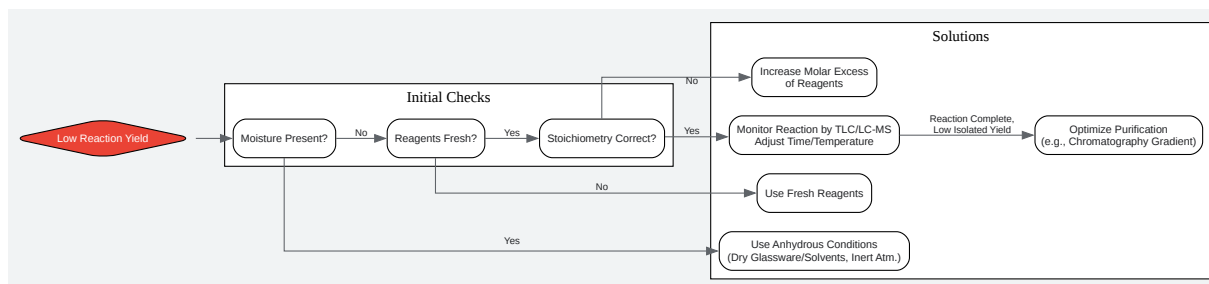 Solutions
Increase Molar Excess
of Reagents
No
Initial Checks
Low Reaction Yield
Moisture Present?
No
Reagents Fresh?
Yes
Stoichiometry Correct?
Yes
Monitor Reaction by TLC/LC-MS
Adjust Time/Temperature
Reaction Complete,
Low Isolated Yield
Optimize Purification
(e.g., Chromatography Gradient)
No
Use Fresh Reagents
Yes
Use Anhydrous Conditions
(Dry Glassware/Solvents, Inert Atm.)